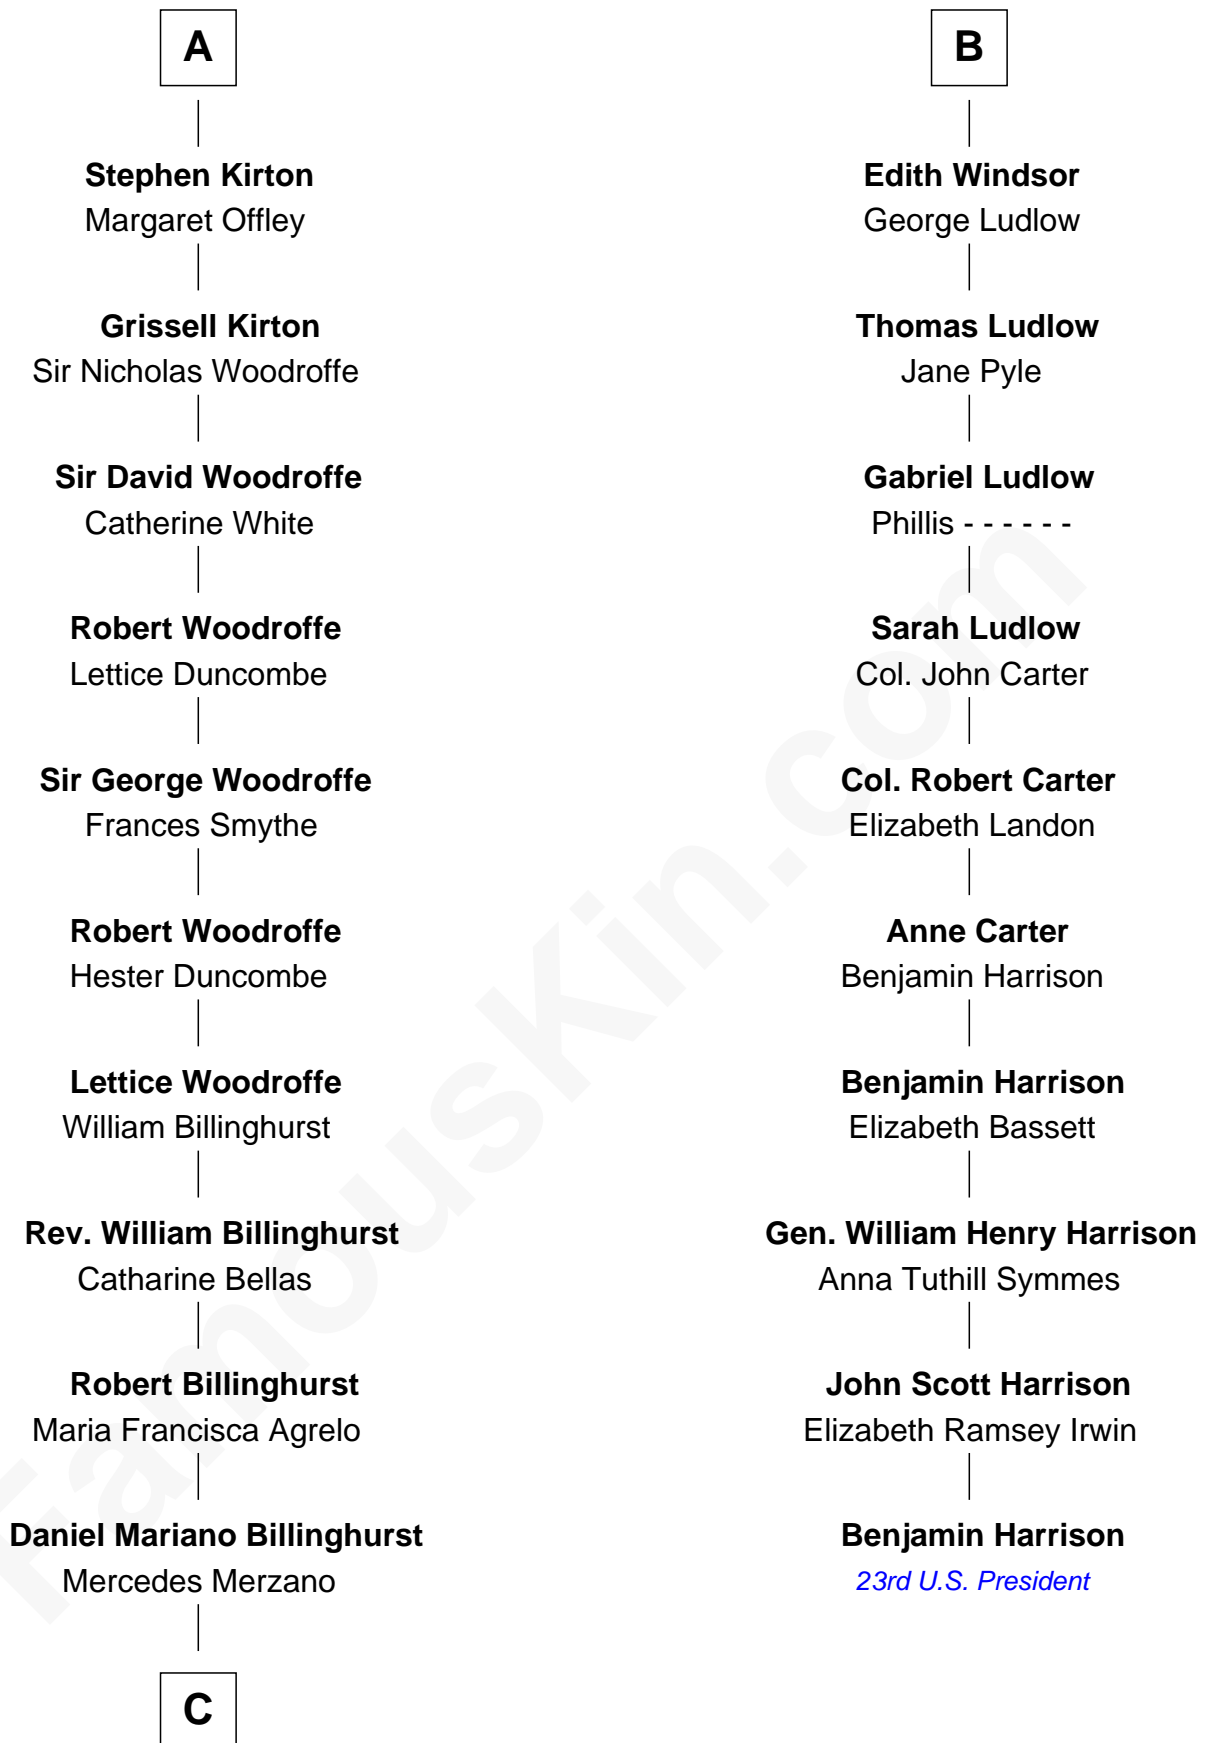 A
Stephen Kirton
Margaret Offley
Grissell Kirton
Sir Nicholas Woodroffe
Sir David Woodroffe
Catherine White
Robert Woodroffe
Lettice Duncombe
Sir George Woodroffe
Frances Smythe
Robert Woodroffe
Hester Duncombe
Lettice Woodroffe
William Billinghurst
Rev. William Billinghurst
Catharine Bellas
Robert Billinghurst
Maria Francisca Agrelo
Daniel Mariano Billinghurst
Mercedes Merzano
C
B
Edith Windsor
George Ludlow
Thomas Ludlow
Jane Pyle
Gabriel Ludlow
Phillis - - - - - -
Sarah Ludlow
Col. John Carter
Col. Robert Carter
Elizabeth Landon
Anne Carter
Benjamin Harrison
Benjamin Harrison
Elizabeth Bassett
Gen. William Henry Harrison
Anna Tuthill Symmes
John Scott Harrison
Elizabeth Ramsey Irwin
Benjamin Harrison
23rd U.S. President
FamousKin.com